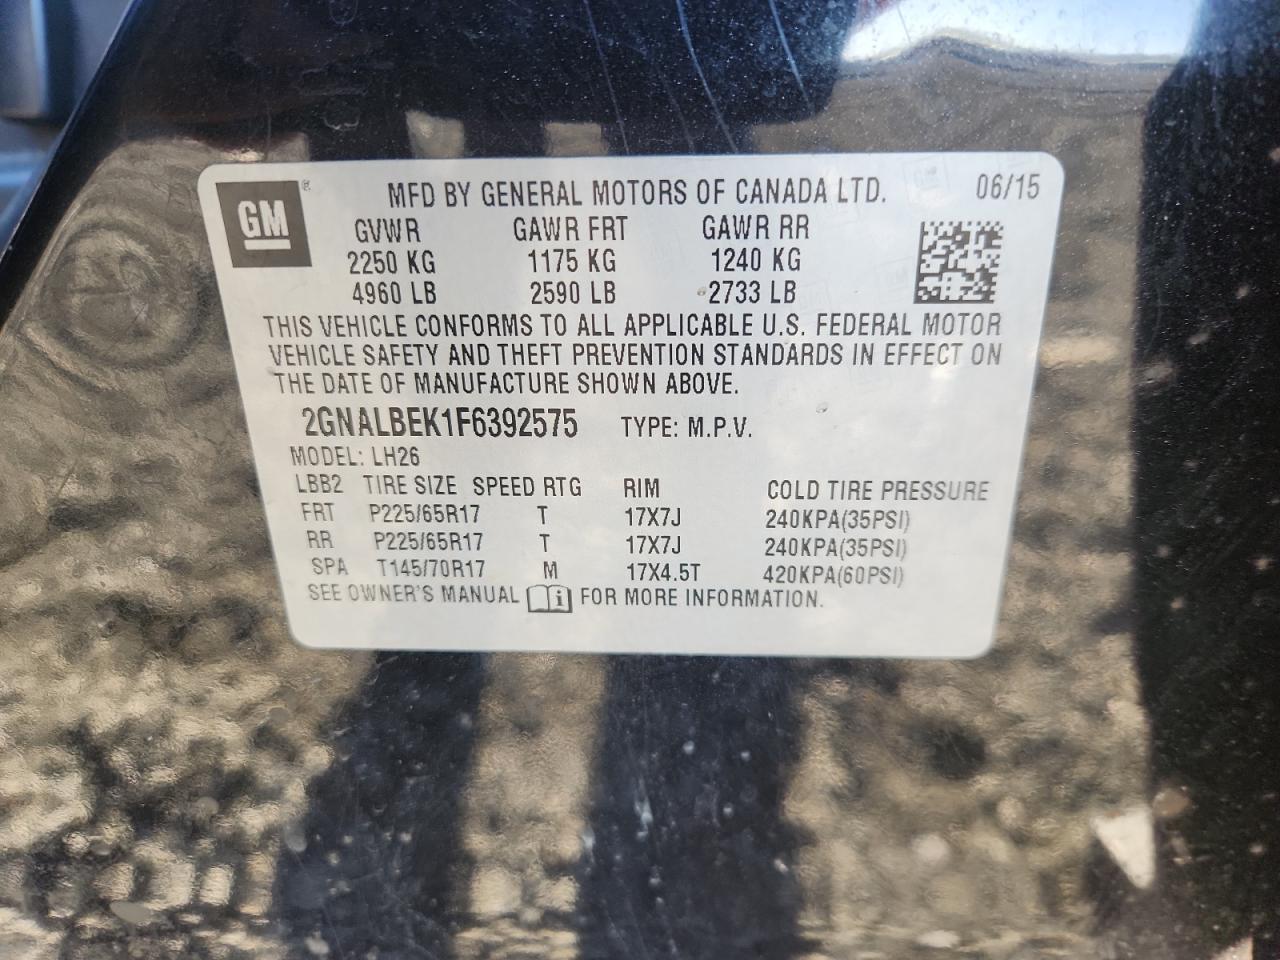 GM ®
MFD BY GENERAL MOTORS OF CANADA LTD. 06/15
GVWR GAWR FRT GAWR RR
2250 KG 1175 KG 1240 KG
4960 LB 2590 LB 2733 LB
THIS VEHICLE CONFORMS TO ALL APPLICABLE U.S. FEDERAL MOTOR
VEHICLE SAFETY AND THEFT PREVENTION STANDARDS IN EFFECT ON
THE DATE OF MANUFACTURE SHOWN ABOVE.
2GNALBEK1F6392575 TYPE: M.P.V.
MODEL: LH26
LBB2 TIRE SIZE SPEED RTG RIM COLD TIRE PRESSURE
FRT P225/65R17 T 17X7J 240KPA(35PSI)
RR P225/65R17 T 17X7J 240KPA(35PSI)
SPA T145/70R17 M 17X4.5T 420KPA(60PSI)
SEE OWNER'S MANUAL i FOR MORE INFORMATION.